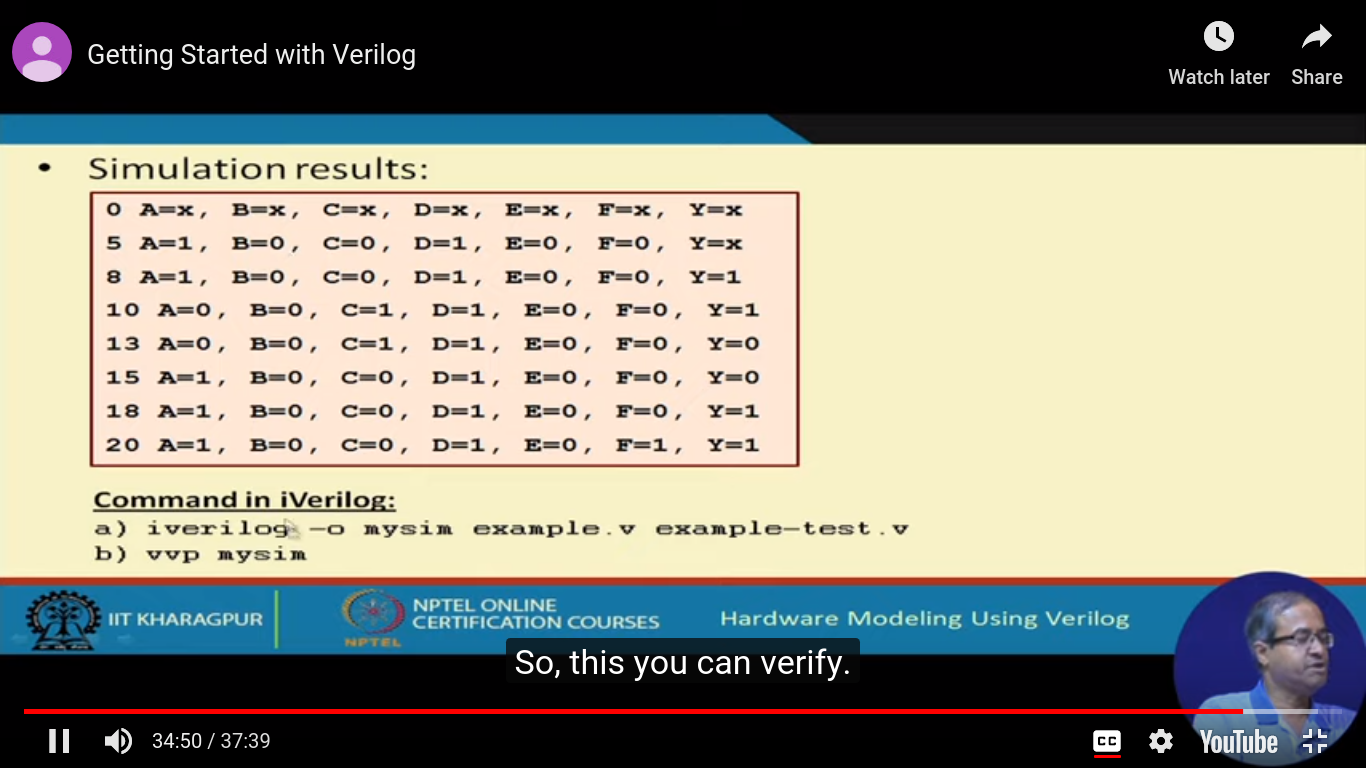 Getting Started with Verilog
Watch later
Share
• Simulation results:
0 A=x, B=x, C=x, D=x, E=x, F=x, Y=x
5 A=1, B=0, C=0, D=1, E=0, F=0, Y=x
8 A=1, B=0, C=0, D=1, E=0, F=0, Y=1
10 A=0, B=0, C=1, D=1, E=0, F=0, Y=1
13 A=0, B=0, C=1, D=1, E=0, F=0, Y=0
15 A=1, B=0, C=0, D=1, E=0, F=0, Y=0
18 A=1, B=0, C=0, D=1, E=0, F=0, Y=1
20 A=1, B=0, C=0, D=1, E=0, F=1, Y=1
Command in iVerilog:
a) iverilog –o mysim example.v example-test.v
b) vvp mysim
IIT KHARAGPUR
NPTEL
NPTEL ONLINE
CERTIFICATION COURSES
Hardware Modeling Using Verilog
So, this you can verify.
34:50 / 37:39
CC
YouTube